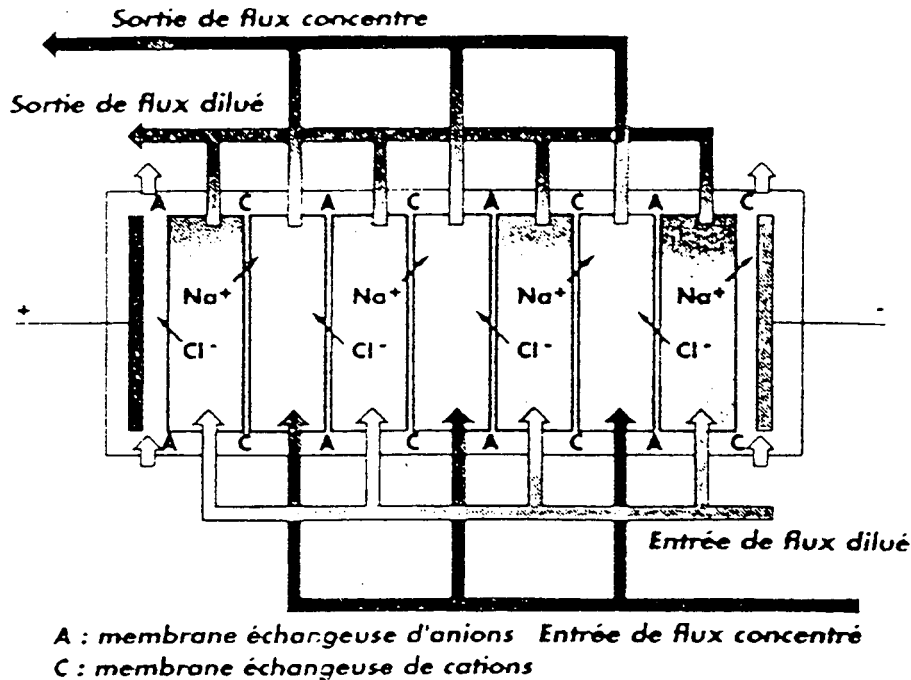 Sortie de flux concentre
Sortie de flux dilué
A C A C A C A C
Na+ Na+ Na+ Na+
+ -
Cl- Cl- Cl- Cl-
A C A C A C A C
Entrée de flux dilué
A : membrane échangeuse d'anions Entrée de flux concentré
C : membrane échangeuse de cations